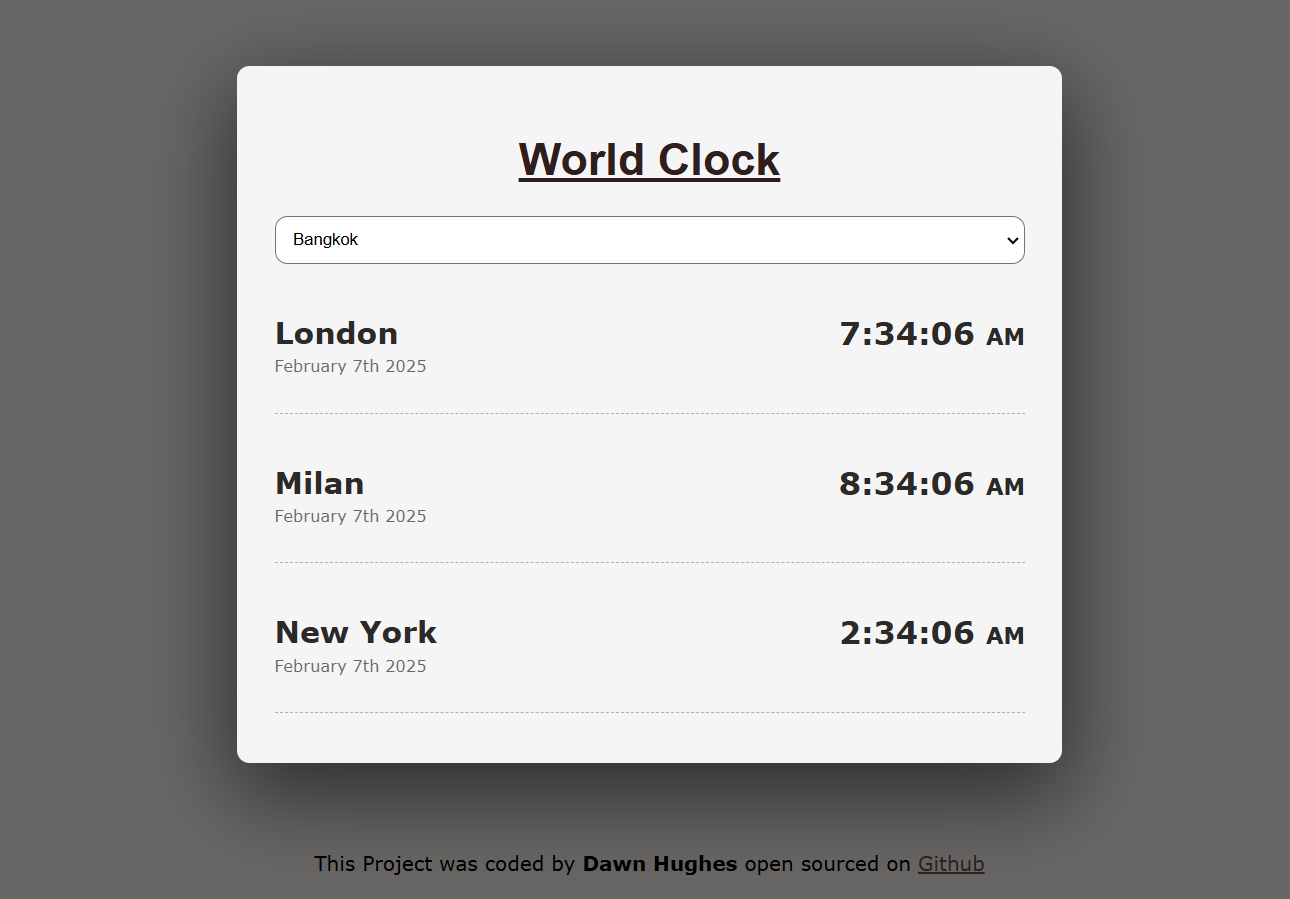 World Clock
Bangkok
London
7:34:06 AM
February 7th 2025
Milan
8:34:06 AM
February 7th 2025
New York
2:34:06 AM
February 7th 2025
This Project was coded by Dawn Hughes open sourced on Github